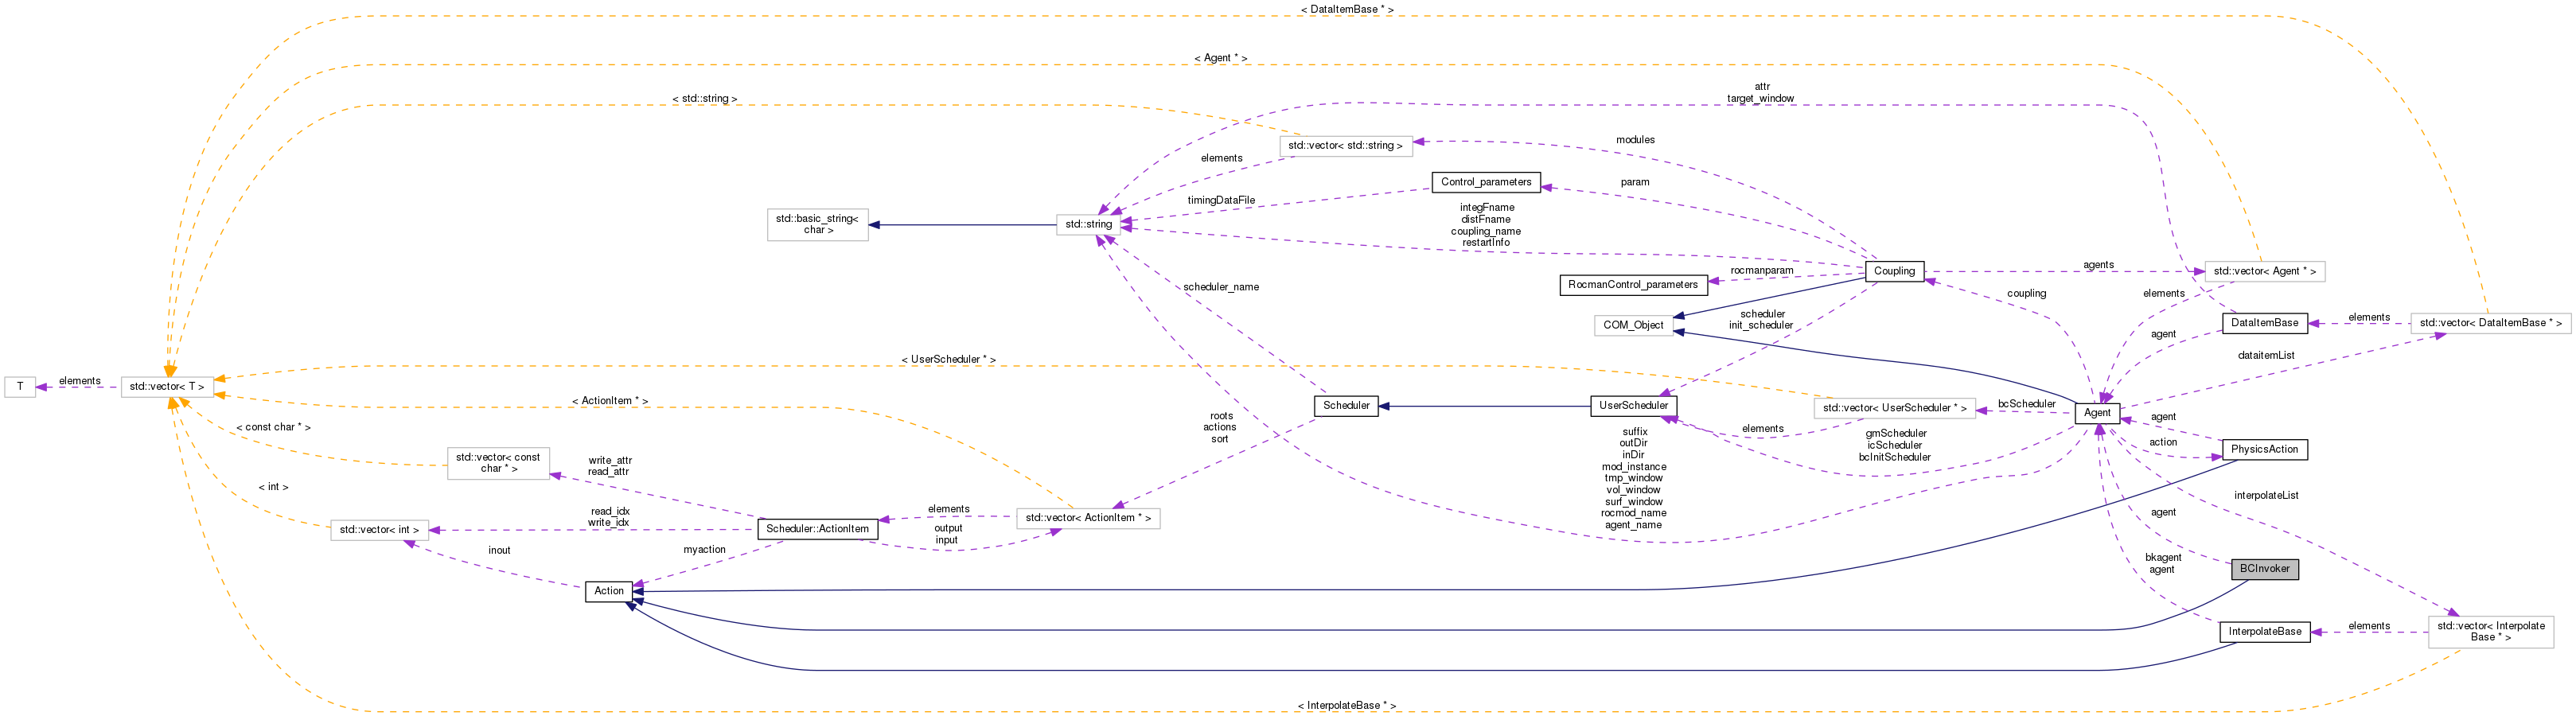 < DataItemBase * >
< Agent * >
attr
target_window
< std::string >
std::vector< std::string >
modules
elements
Control_parameters
param
timingDataFile
std::basic_string<
char >
std::string
integFname
distFname
coupling_name
restartInfo
Coupling
agents
std::vector< Agent * >
rocmanparam
RocmanControl_parameters
scheduler_name
coupling
elements
COM_Object
scheduler
init_scheduler
DataItemBase
elements
std::vector< DataItemBase * >
agent
dataitemList
< UserScheduler * >
T
elements
std::vector< T >
< ActionItem * >
Scheduler
UserScheduler
std::vector< UserScheduler * >
bcScheduler
Agent
roots
actions
sort
elements
agent
< const char * >
gmScheduler
icScheduler
bcInitScheduler
action
PhysicsAction
std::vector< const
char * >
write_attr
read_attr
suffix
outDir
inDir
mod_instance
tmp_window
vol_window
surf_window
rocmod_name
agent_name
< int >
interpolateList
std::vector< int >
read_idx
write_idx
Scheduler::ActionItem
elements
output
input
std::vector< ActionItem * >
agent
inout
myaction
bkagent
agent
BCInvoker
Action
InterpolateBase
elements
std::vector< Interpolate
Base * >
< InterpolateBase * >